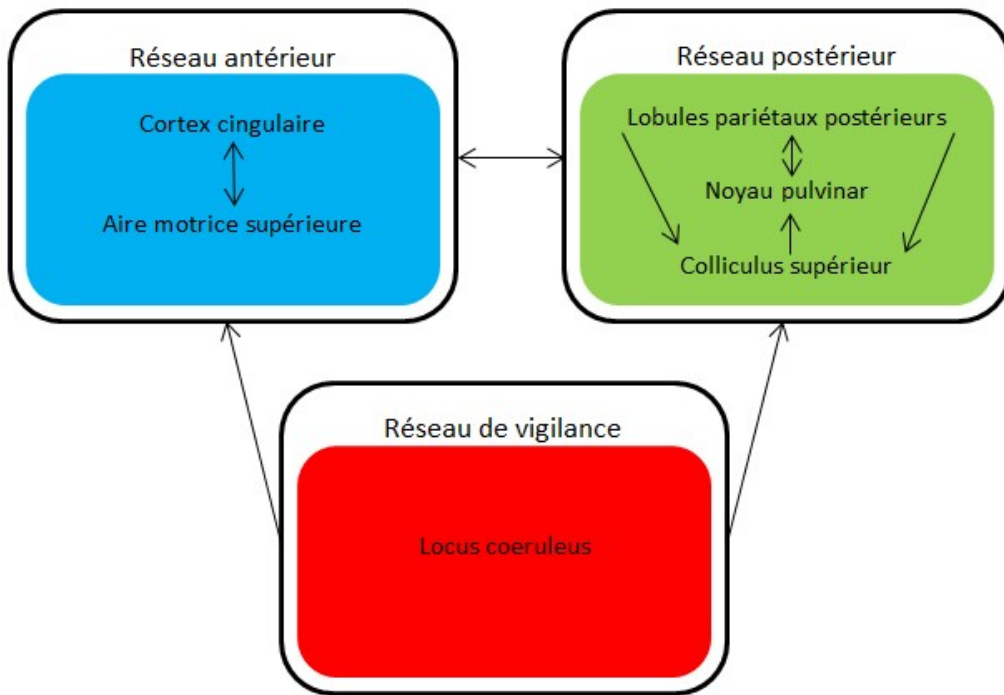 Réseau antérieur
Cortex cingulaire
Aire motrice supérieure
Réseau postérieur
Lobules pariétaux postérieurs
Noyau pulvinar
Colliculus supérieur
Réseau de vigilance
Locus coeruleus